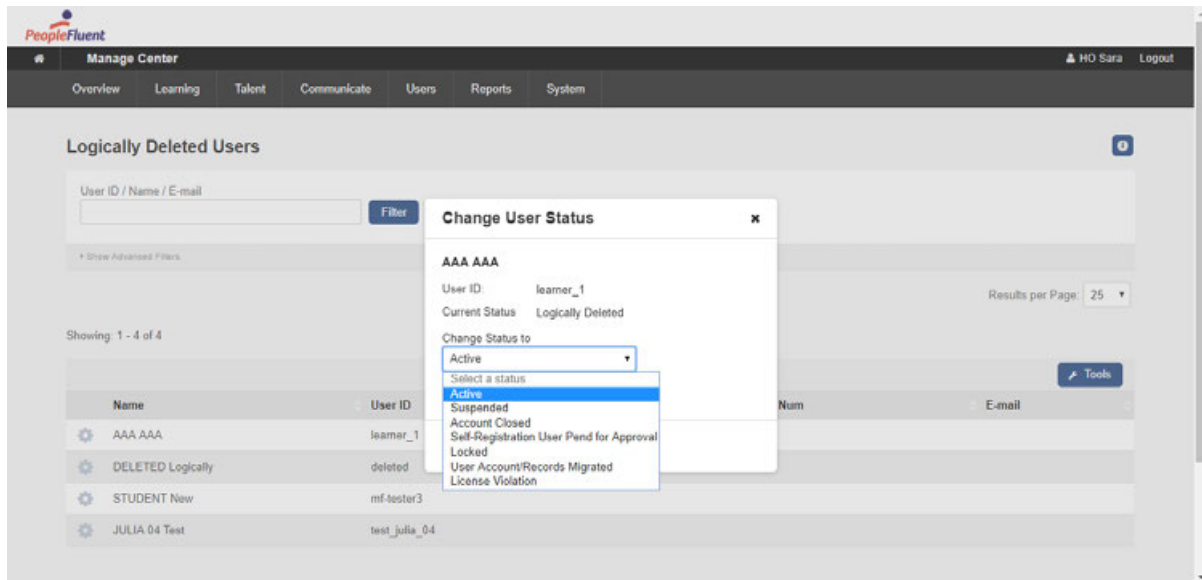 PeopleFluent
Manage Center HO Sara Logout
Overview Learning Talent Communicate Users Reports System
Logically Deleted Users
User ID / Name / E-mail
Filter
Show Advanced Filters
Results per Page: 25
Showing: 1 - 4 of 4
Tools
Name User ID Num E-mail
AAA AAA learner_1
DELETED Logically deleted
STUDENT New mf-tester3
JULIA 04 Test test_julia_04
Change User Status
AAA AAA
User ID: learner_1
Current Status Logically Deleted
Change Status to
Active
Select a status
Active
Suspended
Account Closed
Self-Registration User Pend for Approval
Locked
User Account/Records Migrated
License Violation